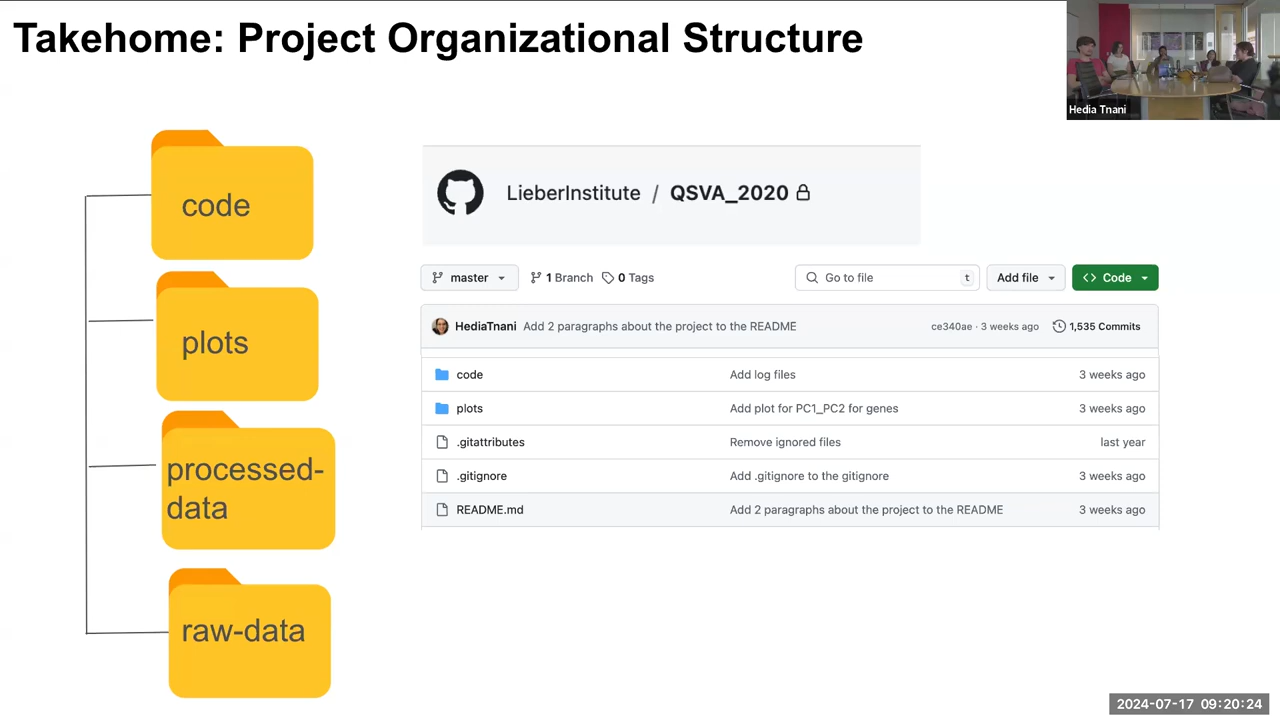 Takehome: Project Organizational Structure
Hedia Tnani
code
plots
processed-
data
raw-data
LieberInstitute / QSVA_2020
master
1 Branch
0 Tags
Go to file
t
Add file
Code
HediaTnani Add 2 paragraphs about the project to the README
ce340ae · 3 weeks ago
1,535 Commits
code Add log files 3 weeks ago
plots Add plot for PC1_PC2 for genes 3 weeks ago
.gitattributes Remove ignored files last year
.gitignore Add .gitignore to the gitignore 3 weeks ago
README.md Add 2 paragraphs about the project to the README 3 weeks ago
2024-07-17 09:20:24